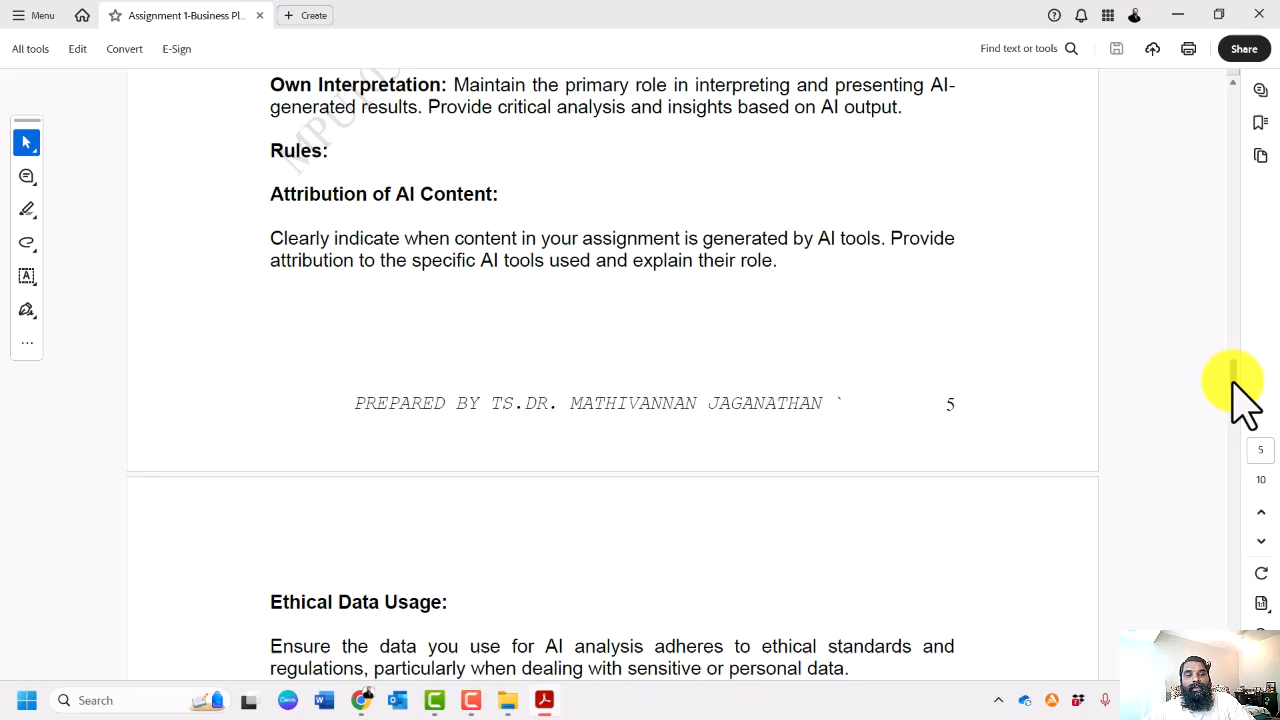 Menu
Assignment 1-Business Pl...
Create
All tools
Edit
Convert
E-Sign
Find text or tools
Share
Own Interpretation: Maintain the primary role in interpreting and presenting AI-
generated results. Provide critical analysis and insights based on AI output.
Rules:
Attribution of AI Content:
Clearly indicate when content in your assignment is generated by AI tools. Provide
attribution to the specific AI tools used and explain their role.
PREPARED BY TS.DR. MATHIVANNAN JAGANATHAN ` 5
5
10
Ethical Data Usage:
Ensure the data you use for AI analysis adheres to ethical standards and
regulations, particularly when dealing with sensitive or personal data.
Search